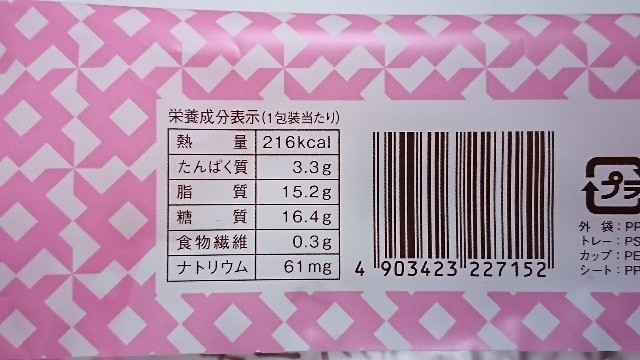 栄養成分表示(1包装当たり)
熱量 216kcal
たんぱく質 3.3g
脂質 15.2g
糖質 16.4g
食物繊維 0.3g
ナトリウム 61mg
4 903423 227152
プラ
外 袋：PP
トレー：PS
カップ：PE
シート：PP